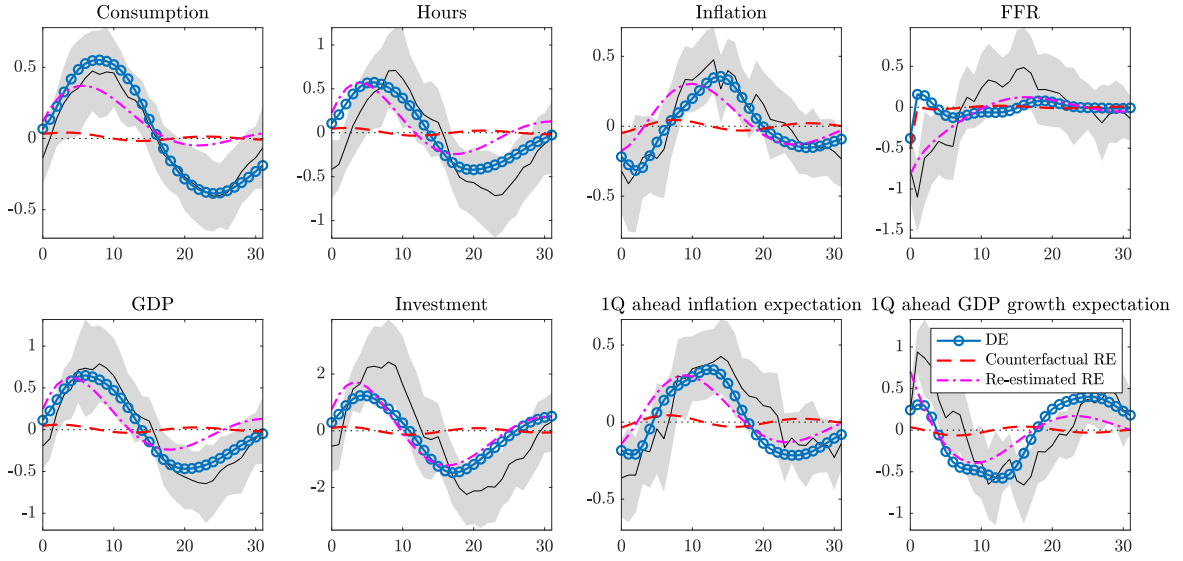 Consumption
0.5
0
-0.5
0 10 20 30
Hours
1
0.5
0
-0.5
-1
0 10 20 30
Inflation
0.5
0
-0.5
0 10 20 30
FFR
1
0.5
0
-0.5
-1
-1.5
0 10 20 30
GDP
1
0.5
0
-0.5
-1
0 10 20 30
Investment
2
0
-2
0 10 20 30
1Q ahead inflation expectation
0.5
0
-0.5
0 10 20 30
1Q ahead GDP growth expectation
1
0.5
0
-0.5
-1
0 10 20 30
DE
Counterfactual RE
Re-estimated RE